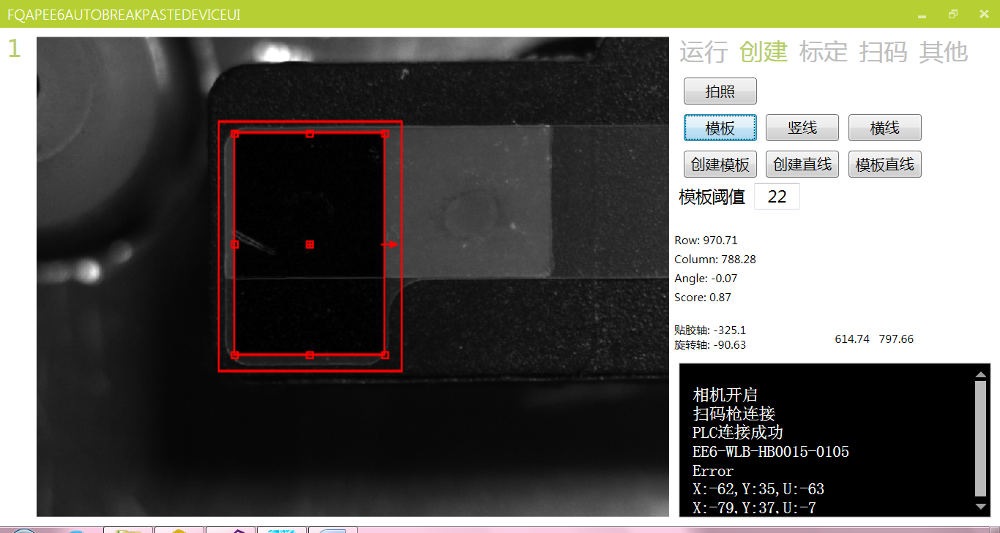 FQAPEE6AUTOBREAKPASTEDEVICEUI
1
运行 创建 标定 扫码 其他
拍照
模板 竖线 横线
创建模板 创建直线 模板直线
模板阈值 22
Row: 970.71
Column: 788.28
Angle: -0.07
Score: 0.87
贴胶轴: -325.1
旋转轴: -90.63
614.74 797.66
相机开启
扫码枪连接
PLC连接成功
EE6-WLB-HB0015-0105
Error
X:-62,Y:35,U:-63
X:-79,Y:37,U:-7